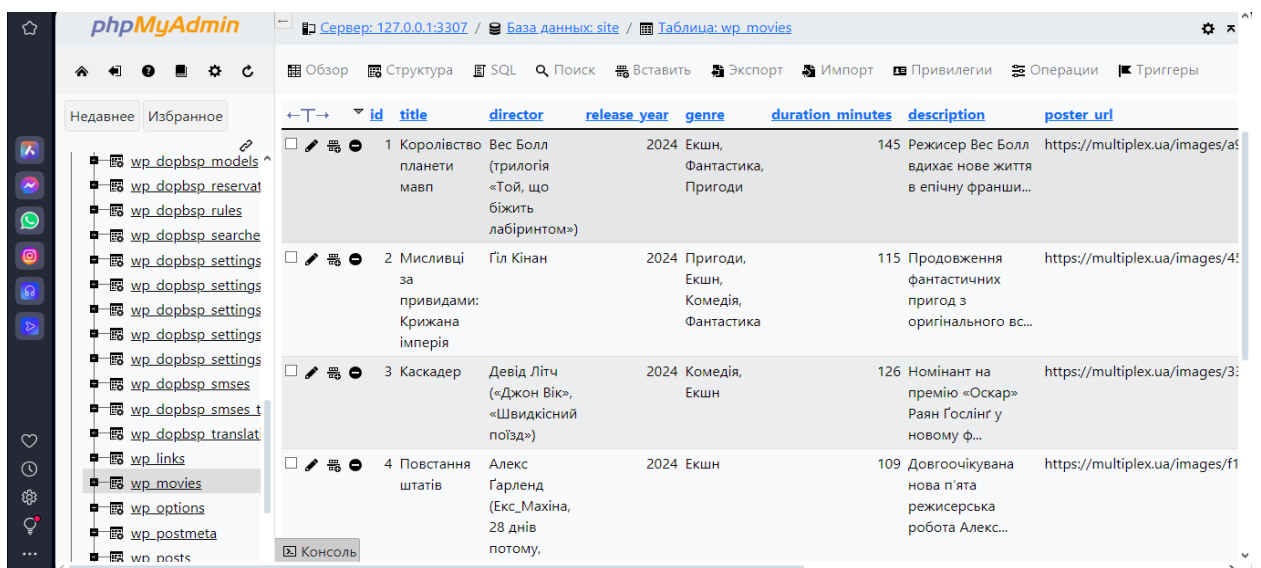 phpMyAdmin
Сервер: 127.0.0.1:3307 / База данных: site / Таблица: wp_movies
Обзор Структура SQL Поиск Вставить Экспорт Импорт Привилегии Операции Триггеры
Недавнее Избранное
wp_dopbsp_models
wp_dopbsp_reservat
wp_dopbsp_rules
wp_dopbsp_searche
wp_dopbsp_settings
wp_dopbsp_settings
wp_dopbsp_settings
wp_dopbsp_settings
wp_dopbsp_settings
wp_dopbsp_smses
wp_dopbsp_smses_t
wp_dopbsp_translat
wp_links
wp_movies
wp_options
wp_postmeta
wp_posts
←T→ id title director release_year genre duration_minutes description poster_url
1 Королівство Вес Болл 2024 Екшн, 145 Режисер Вес Болл https://multiplex.ua/images/a9
планети (трилогія Фантастика, вдихає нове життя
мавп «Той, що Пригоди в епічну франши...
біжить
лабіринтом»)
2 Мисливці Ґіл Кінан 2024 Пригоди, 115 Продовження https://multiplex.ua/images/45
за Екшн, фантастичних
привидами: Комедія, пригод з
Крижана Фантастика оригінального вс...
імперія
3 Каскадер Девід Літч 2024 Комедія, 126 Номінант на https://multiplex.ua/images/33
(«Джон Вік», Екшн премію «Оскар»
«Швидкісний Раян Ґослінґ у
поїзд») новому ф...
4 Повстання Алекс 2024 Екшн 109 Довгоочікувана https://multiplex.ua/images/f1
штатів Ґарленд нова п’ята
(Екс_Махіна, режисерська
28 днів робота Алекс...
потому,
Консоль